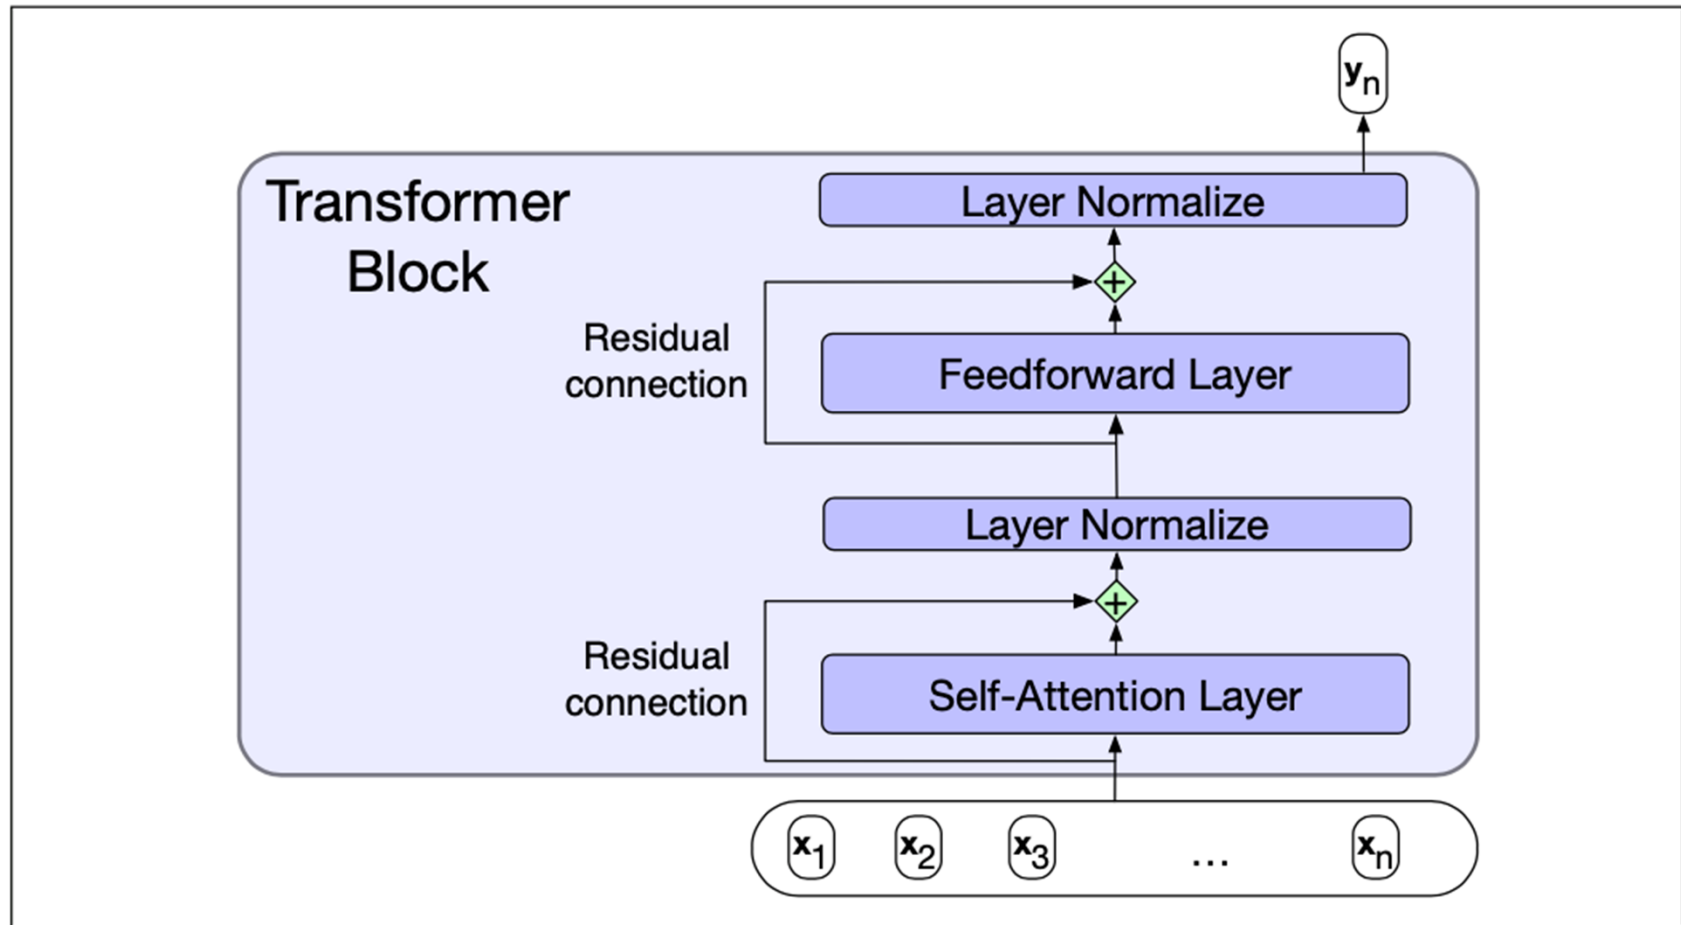 yn
Transformer
Block
Layer Normalize
+
Residual
connection
Feedforward Layer
Layer Normalize
+
Residual
connection
Self-Attention Layer
x1 x2 x3 ... xn